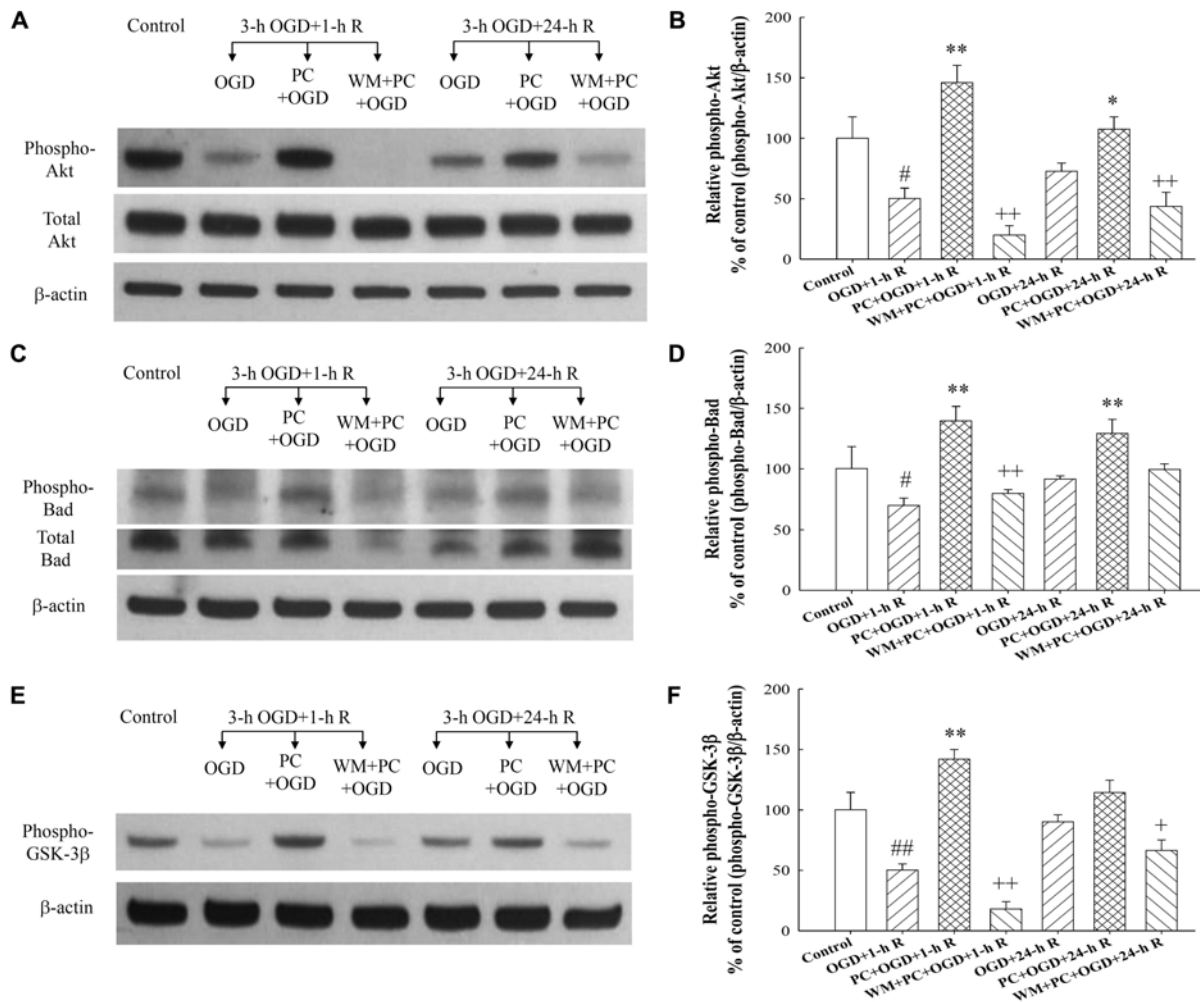 A
Control
3-h OGD+1-h R
3-h OGD+24-h R
OGD
PC
+OGD
WM+PC
+OGD
OGD
PC
+OGD
WM+PC
+OGD
Phospho-
Akt
Total
Akt
β-actin
B
Relative phospho-Akt
% of control (phospho-Akt/β-actin)
200
150
100
50
0
#
**
++
*
++
Control
OGD+1-h R
PC+OGD+1-h R
WM+PC+OGD+1-h R
OGD+24-h R
PC+OGD+24-h R
WM+PC+OGD+24-h R
C
Control
3-h OGD+1-h R
3-h OGD+24-h R
OGD
PC
+OGD
WM+PC
+OGD
OGD
PC
+OGD
WM+PC
+OGD
Phospho-
Bad
Total
Bad
β-actin
D
Relative phospho-Bad
% of control (phospho-Bad/β-actin)
200
150
100
50
0
#
**
++
**
Control
OGD+1-h R
PC+OGD+1-h R
WM+PC+OGD+1-h R
OGD+24-h R
PC+OGD+24-h R
WM+PC+OGD+24-h R
E
Control
3-h OGD+1-h R
3-h OGD+24-h R
OGD
PC
+OGD
WM+PC
+OGD
OGD
PC
+OGD
WM+PC
+OGD
Phospho-
GSK-3β
β-actin
F
Relative phospho-GSK-3β
% of control (phospho-GSK-3β/β-actin)
200
150
100
50
0
##
**
++
+
Control
OGD+1-h R
PC+OGD+1-h R
WM+PC+OGD+1-h R
OGD+24-h R
PC+OGD+24-h R
WM+PC+OGD+24-h R